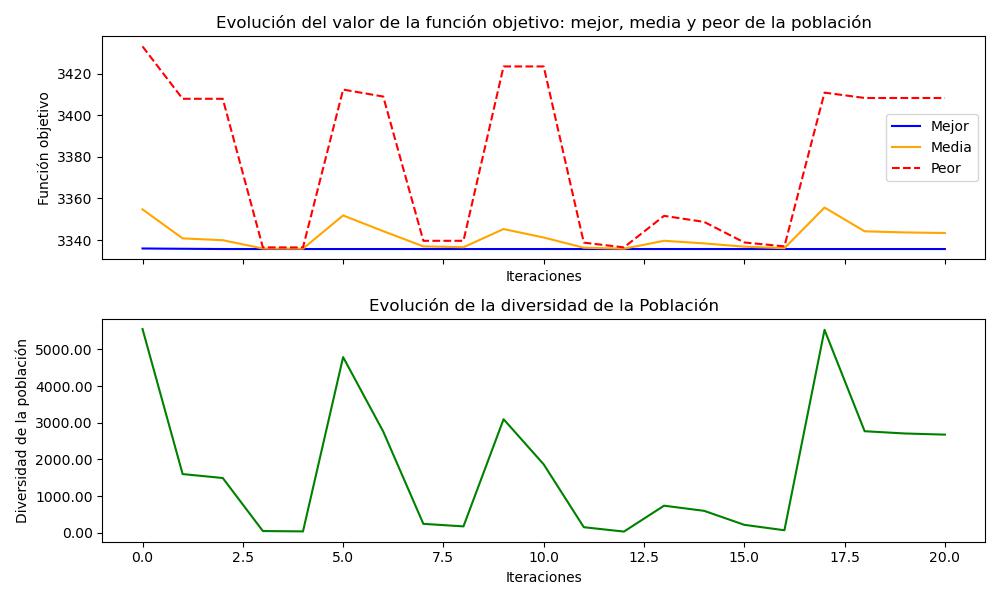 Evolución del valor de la función objetivo: mejor, media y peor de la población
Función objetivo
3420
3400
3380
3360
3340
Mejor
Media
Peor
Iteraciones
Evolución de la diversidad de la Población
Diversidad de la población
5000.00
4000.00
3000.00
2000.00
1000.00
0.00
0.0 2.5 5.0 7.5 10.0 12.5 15.0 17.5 20.0
Iteraciones